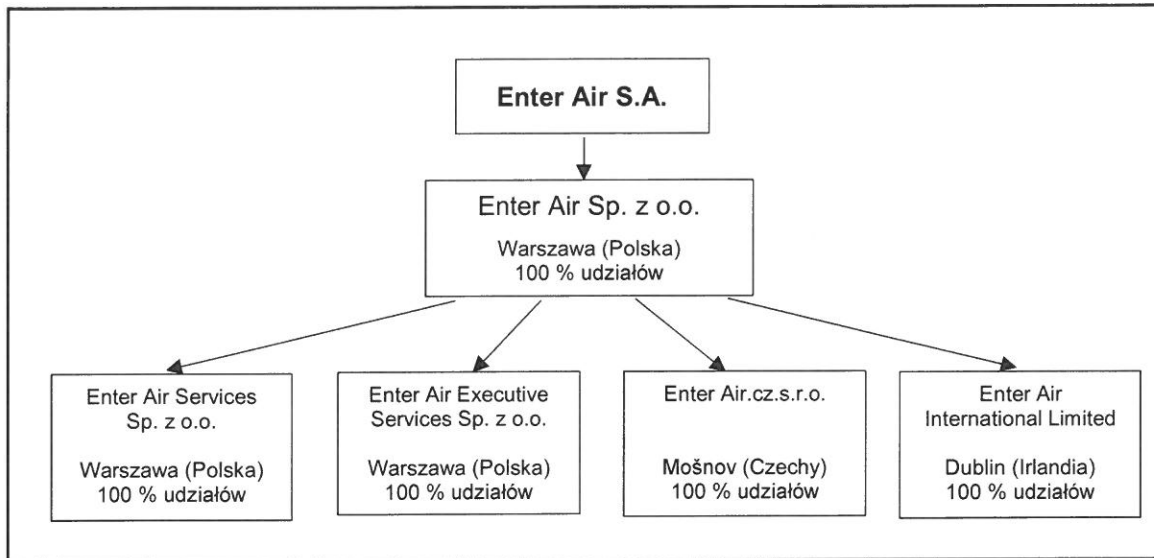 Enter Air S.A.
Enter Air Sp. z o.o.
Warszawa (Polska)
100 % udziałów
Enter Air Services
Sp. z o.o.
Warszawa (Polska)
100 % udziałów
Enter Air Executive
Services Sp. z o.o.
Warszawa (Polska)
100 % udziałów
Enter Air.cz.s.r.o.
Mošnov (Czechy)
100 % udziałów
Enter Air
International Limited
Dublin (Irlandia)
100 % udziałów